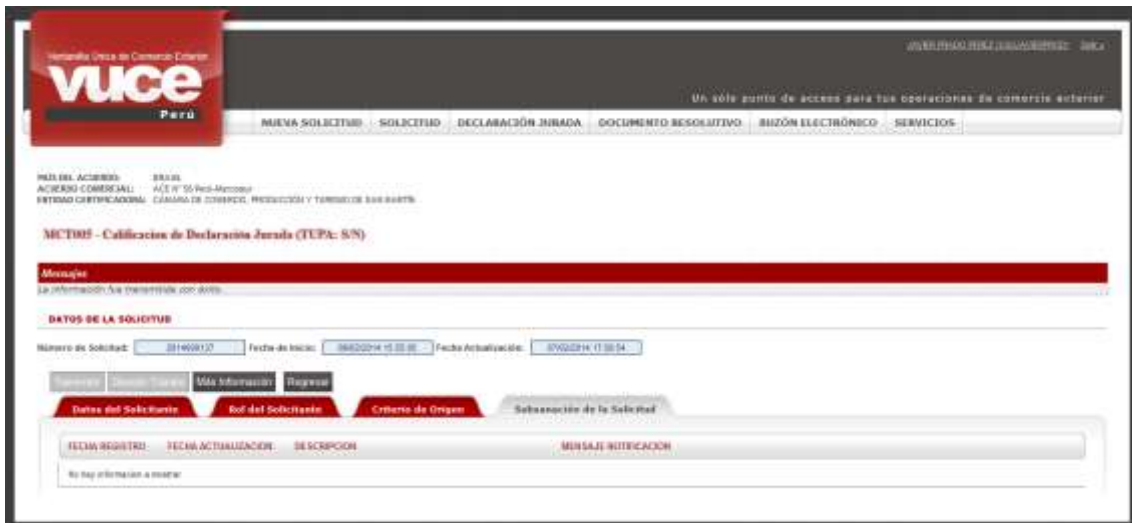 Ventanilla Única de Comercio Exterior
vuce
Perú
Un sólo punto de acceso para tus operaciones de comercio exterior
NUEVA SOLICITUD SOLICITUD DECLARACIÓN JURADA DOCUMENTO RESOLUTIVO BUZÓN ELECTRÓNICO SERVICIOS
PAÍS DEL ACUERDO: BRASIL
ACUERDO COMERCIAL: ACE N° 58 Perú-Mercosur
ENTIDAD CERTIFICADORA: CÁMARA DE COMERCIO, PRODUCCIÓN Y TURISMO DE SAN MARTÍN
MCT005 - Calificacion de Declaración Jurada (TUPA: S/N)
Mensajes
La información fue transmitida con éxito.
DATOS DE LA SOLICITUD
Número de Solicitud: Fecha de Inicio: Fecha Actualización:
Más Información Regresar
Datos del Solicitante Rol del Solicitante Criterio de Origen Subsanación de la Solicitud
FECHA REGISTRO FECHA ACTUALIZACION DESCRIPCION MENSAJE NOTIFICACION
No hay informacion a mostrar